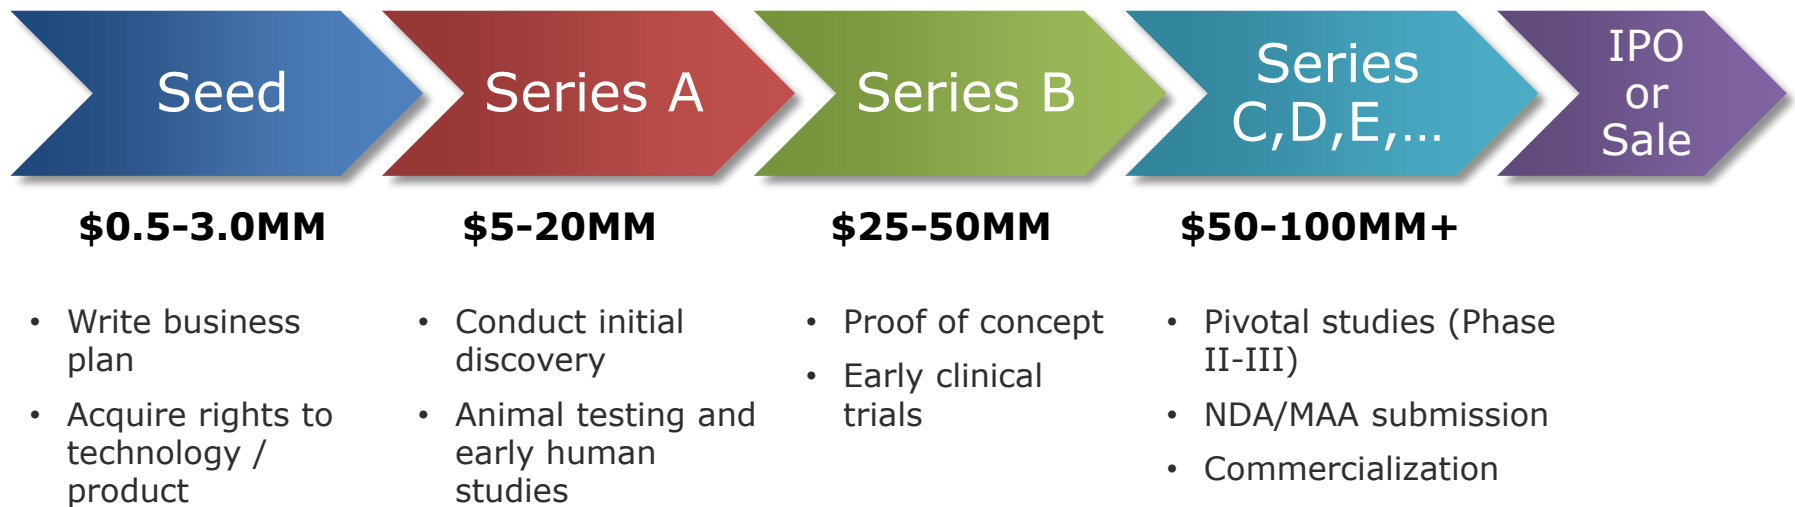 Seed
Series A
Series B
Series
C,D,E,...
IPO
or
Sale
$0.5-3.0MM
$5-20MM
$25-50MM
$50-100MM+
• Write business
plan
• Acquire rights to
technology /
product
• Conduct initial
discovery
• Animal testing and
early human
studies
• Proof of concept
• Early clinical
trials
• Pivotal studies (Phase
II-III)
• NDA/MAA submission
• Commercialization